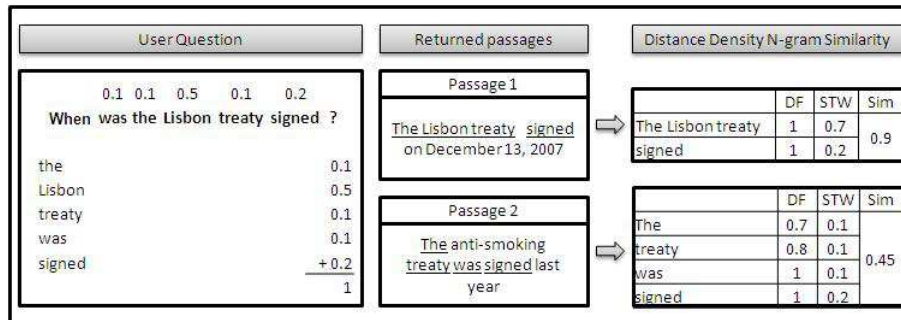 User Question
Returned passages
Distance Density N-gram Similarity
0.1 0.1 0.5 0.1 0.2
When was the Lisbon treaty signed ?
the 0.1
Lisbon 0.5
treaty 0.1
was 0.1
signed + 0.2
1
Passage 1
The Lisbon treaty signed
on December 13, 2007
DF STW Sim
The Lisbon treaty 1 0.7
0.9
signed 1 0.2
Passage 2
The anti-smoking
treaty was signed last
year
DF STW Sim
The 0.7 0.1
treaty 0.8 0.1
0.45
was 1 0.1
signed 1 0.2